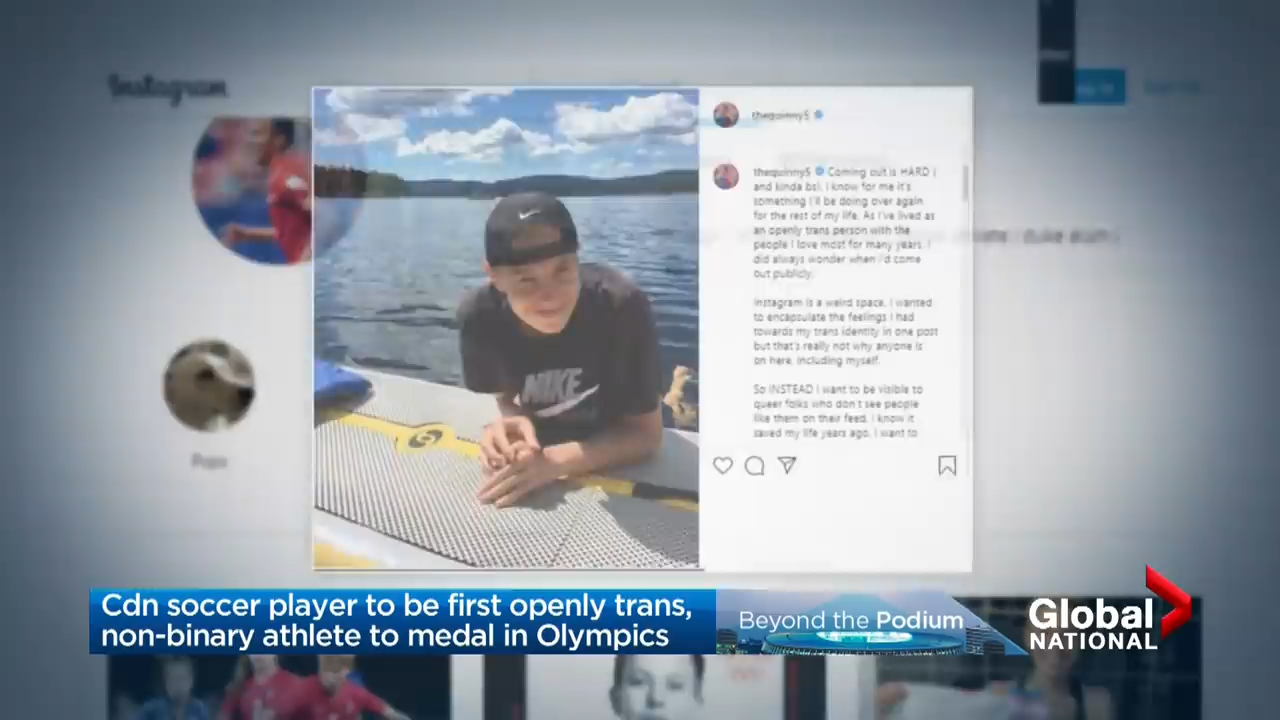 Instagram
thequinny5
thequinny5 Coming out is HARD (
and kinda bs). I know for me it's
something I'll be doing over again
for the rest of my life. As I've lived as
an openly trans person with the
people I love most for many years, I
did always wonder when I'd come
out publicly.
Instagram is a weird space. I wanted
to encapsulate the feelings I had
towards my trans identity in one post
but that's really not why anyone is
on here, including myself.
So INSTEAD I want to be visible to
queer folks who don't see people
like them on their feed. I know it
saved my life years ago. I want to
NIKE
Pups
Cdn soccer player to be first openly trans,
non-binary athlete to medal in Olympics
Beyond the Podium
Global
NATIONAL